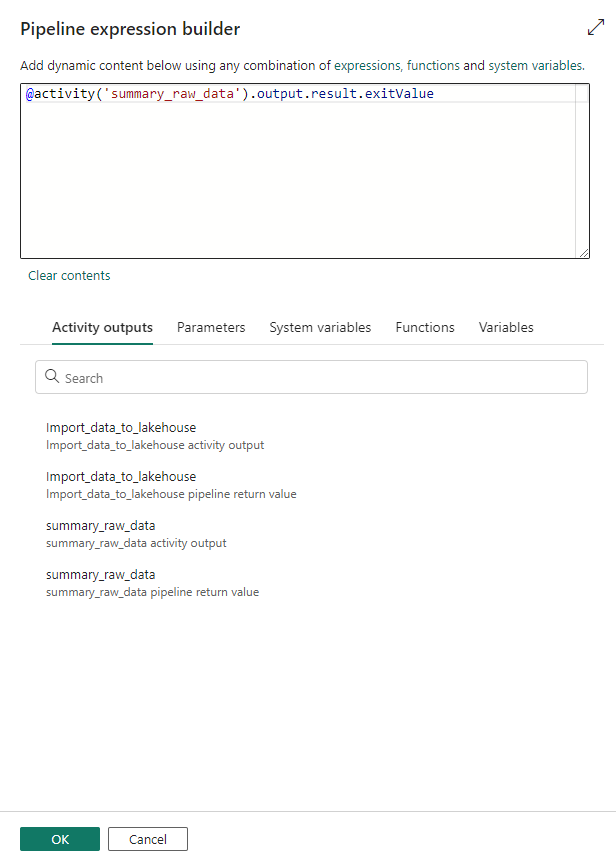 Pipeline expression builder
Add dynamic content below using any combination of expressions, functions and system variables.
@activity('summary_raw_data').output.result.exitValue
Clear contents
Activity outputs Parameters System variables Functions Variables
Search
Import_data_to_lakehouse
Import_data_to_lakehouse activity output
Import_data_to_lakehouse
Import_data_to_lakehouse pipeline return value
summary_raw_data
summary_raw_data activity output
summary_raw_data
summary_raw_data pipeline return value
OK Cancel